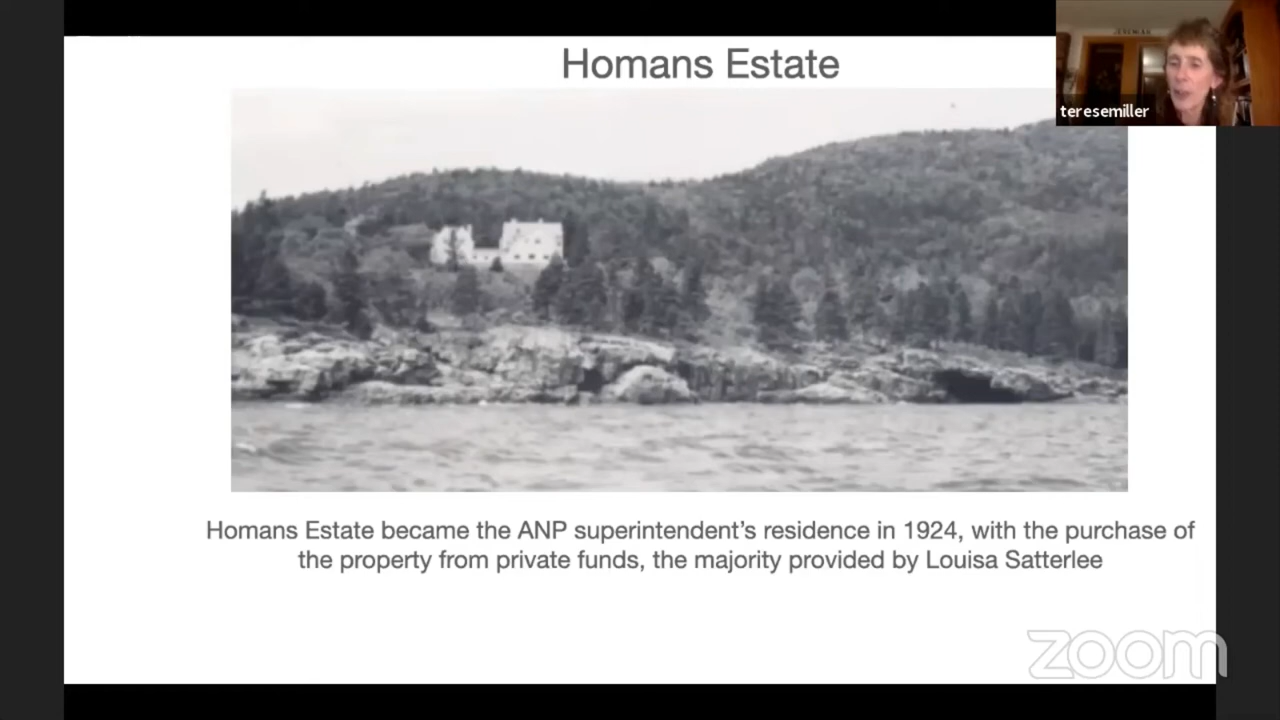 Homans Estate
teresemiller
Homans Estate became the ANP superintendent's residence in 1924, with the purchase of
the property from private funds, the majority provided by Louisa Satterlee
zoom